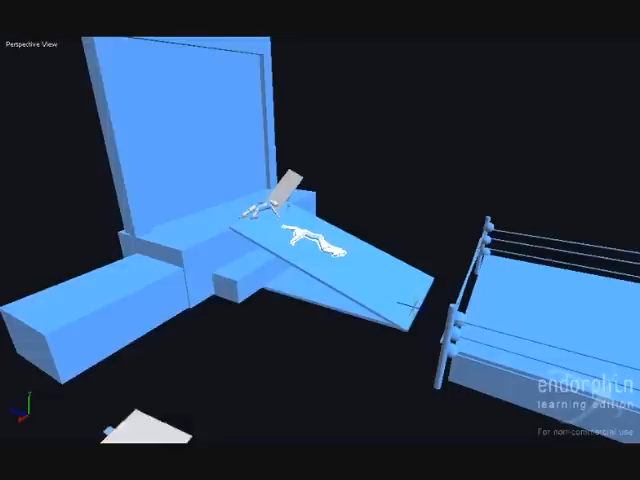 Perspective View
endorphin
learning edition
For non-commercial use